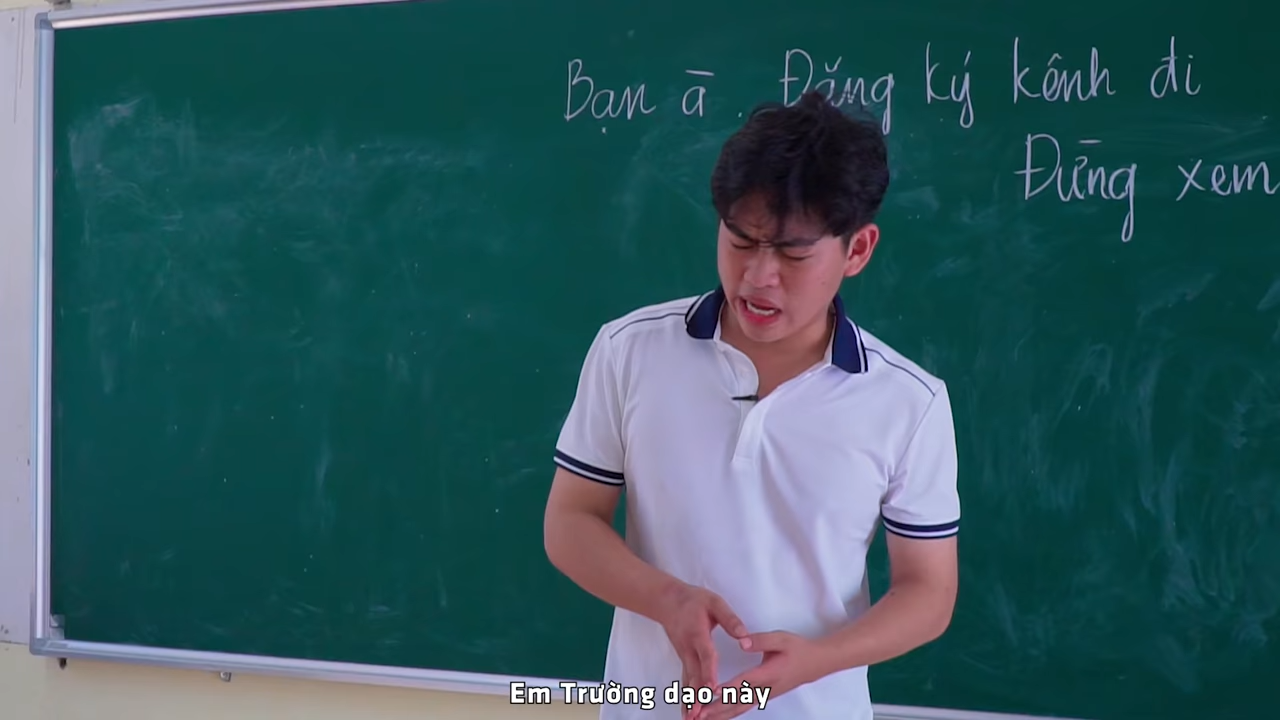 Bạn ā. Đăng ký kênh đi
Đừng xem
Em Trường dạo này